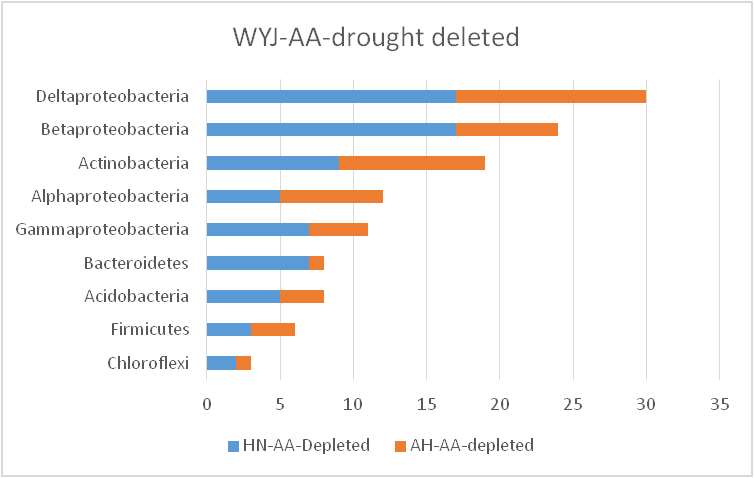 WYJ-AA-drought deleted
Deltaproteobacteria
Betaproteobacteria
Actinobacteria
Alphaproteobacteria
Gammaproteobacteria
Bacteroidetes
Acidobacteria
Firmicutes
Chloroflexi
0 5 10 15 20 25 30 35
HN-AA-Depleted AH-AA-depleted